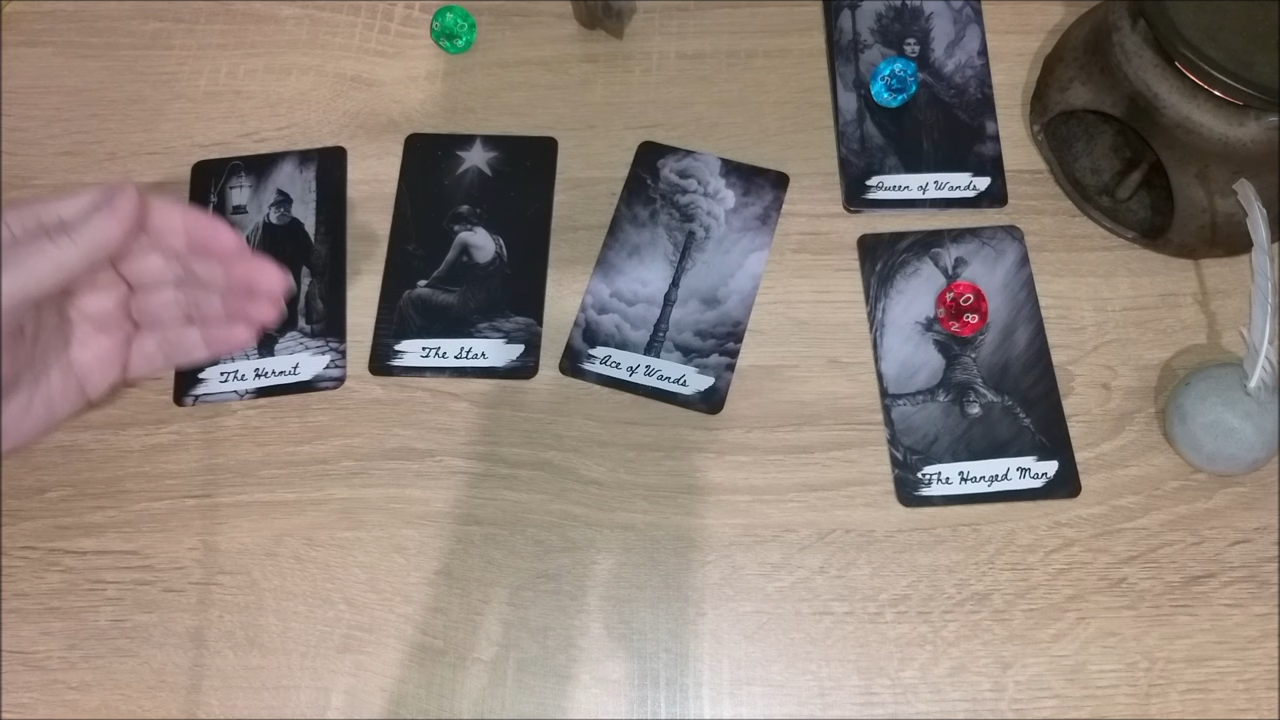 Queen of Wands
The Hermit
The Star
Ace of Wands
The Hanged Man